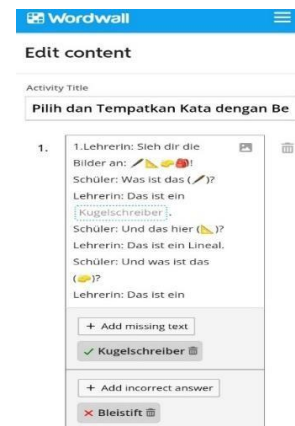 Wordwall
Edit content
Activity Title
Pilih dan Tempatkan Kata dengan Be
1.
1.Lehrerin: Sieh dir die
Bilder an: 🖊️📐🧽🎒!
Schüler: Was ist das (🖊️)?
Lehrerin: Das ist ein
Kugelschreiber.
Schüler: Und das hier (📐)?
Lehrerin: Das ist ein Lineal.
Schüler: Und was ist das
(🧽)?
Lehrerin: Das ist ein
+ Add missing text
✓ Kugelschreiber
+ Add incorrect answer
× Bleistift